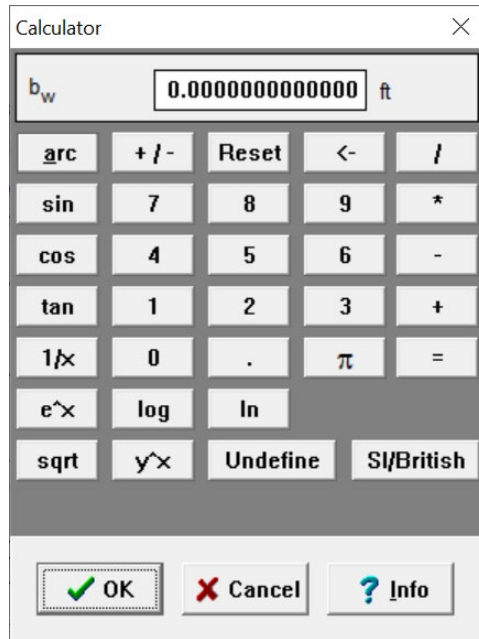 Calculator
b_w 0.0000000000000 ft
arc + / - Reset <- /
sin 7 8 9 *
cos 4 5 6 -
tan 1 2 3 +
1/x 0 . π =
e^x log ln
sqrt y^x Undefine SI/British
OK Cancel ? Info